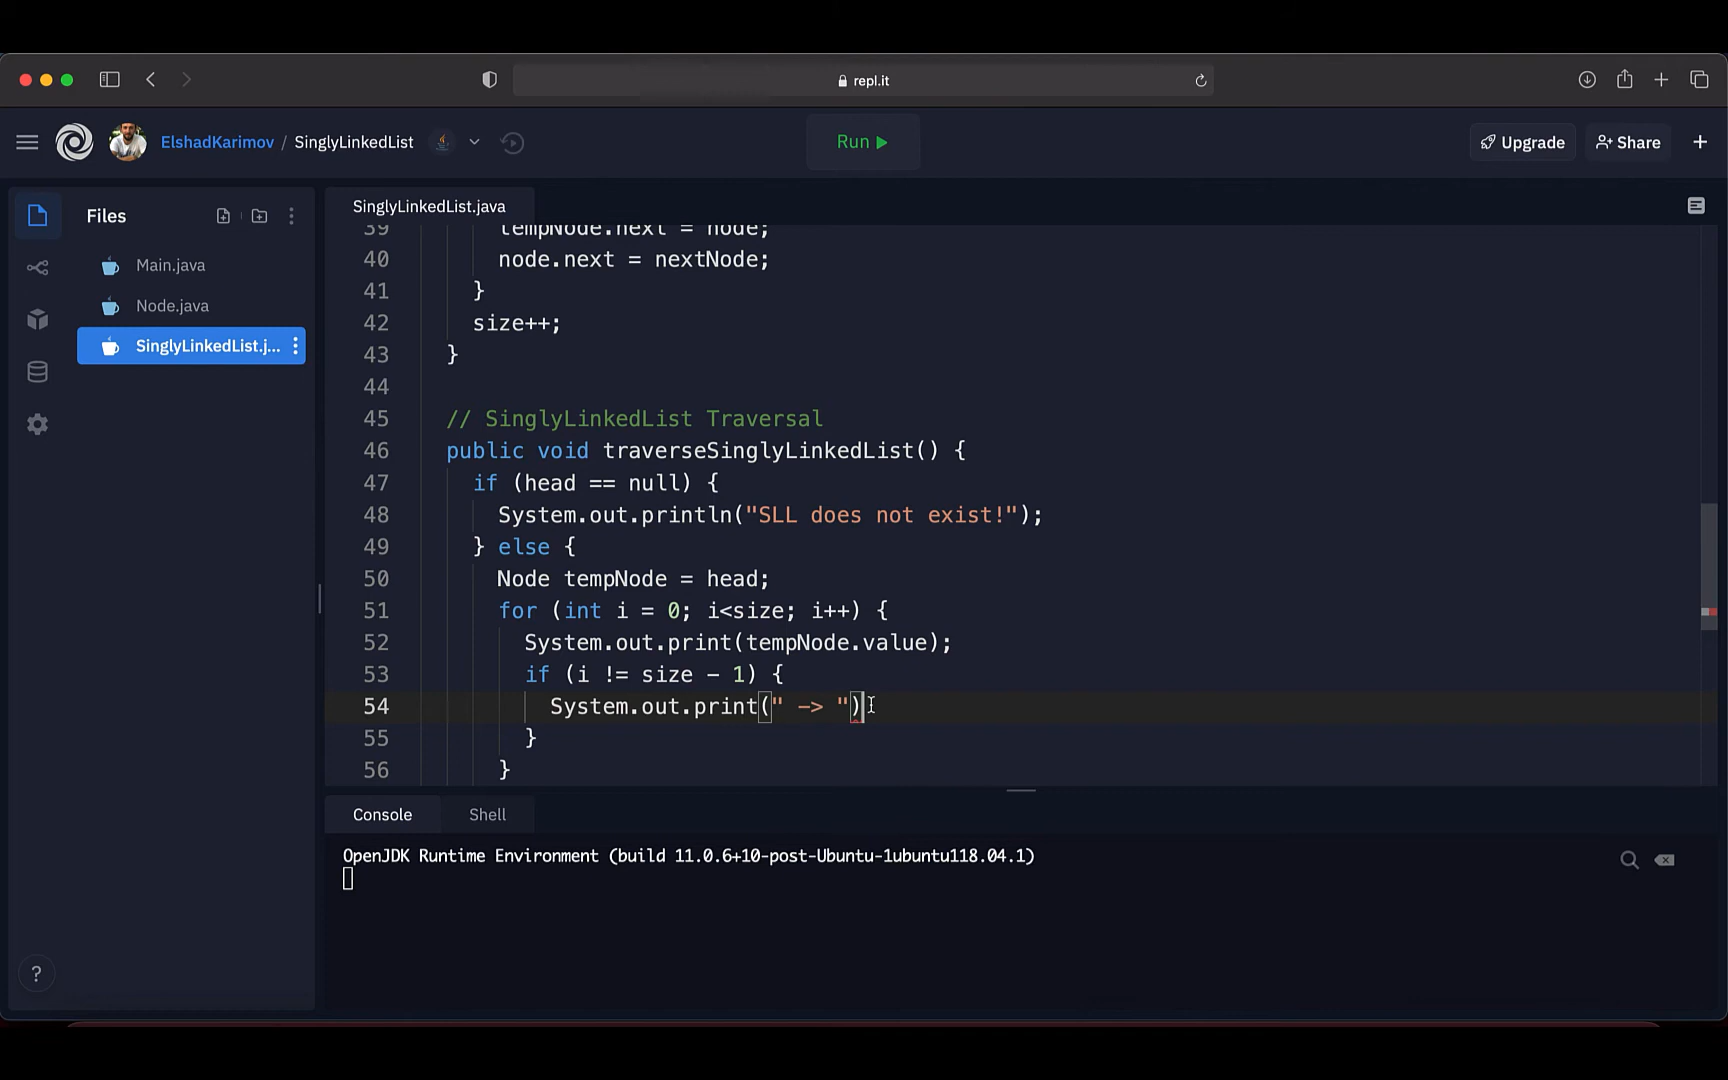 repl.it
ElshadKarimov / SinglyLinkedList
Run
Upgrade
Share
Files
Main.java
Node.java
SinglyLinkedList.j...
SinglyLinkedList.java
39 tempNode.next = node;
40 node.next = nextNode;
41 }
42 size++;
43 }
44
45 // SinglyLinkedList Traversal
46 public void traverseSinglyLinkedList() {
47 if (head == null) {
48 System.out.println("SLL does not exist!");
49 } else {
50 Node tempNode = head;
51 for (int i = 0; i<size; i++) {
52 System.out.print(tempNode.value);
53 if (i != size - 1) {
54 System.out.print(" -> ")
55 }
56 }
Console Shell
OpenJDK Runtime Environment (build 11.0.6+10-post-Ubuntu-1ubuntu118.04.1)
?